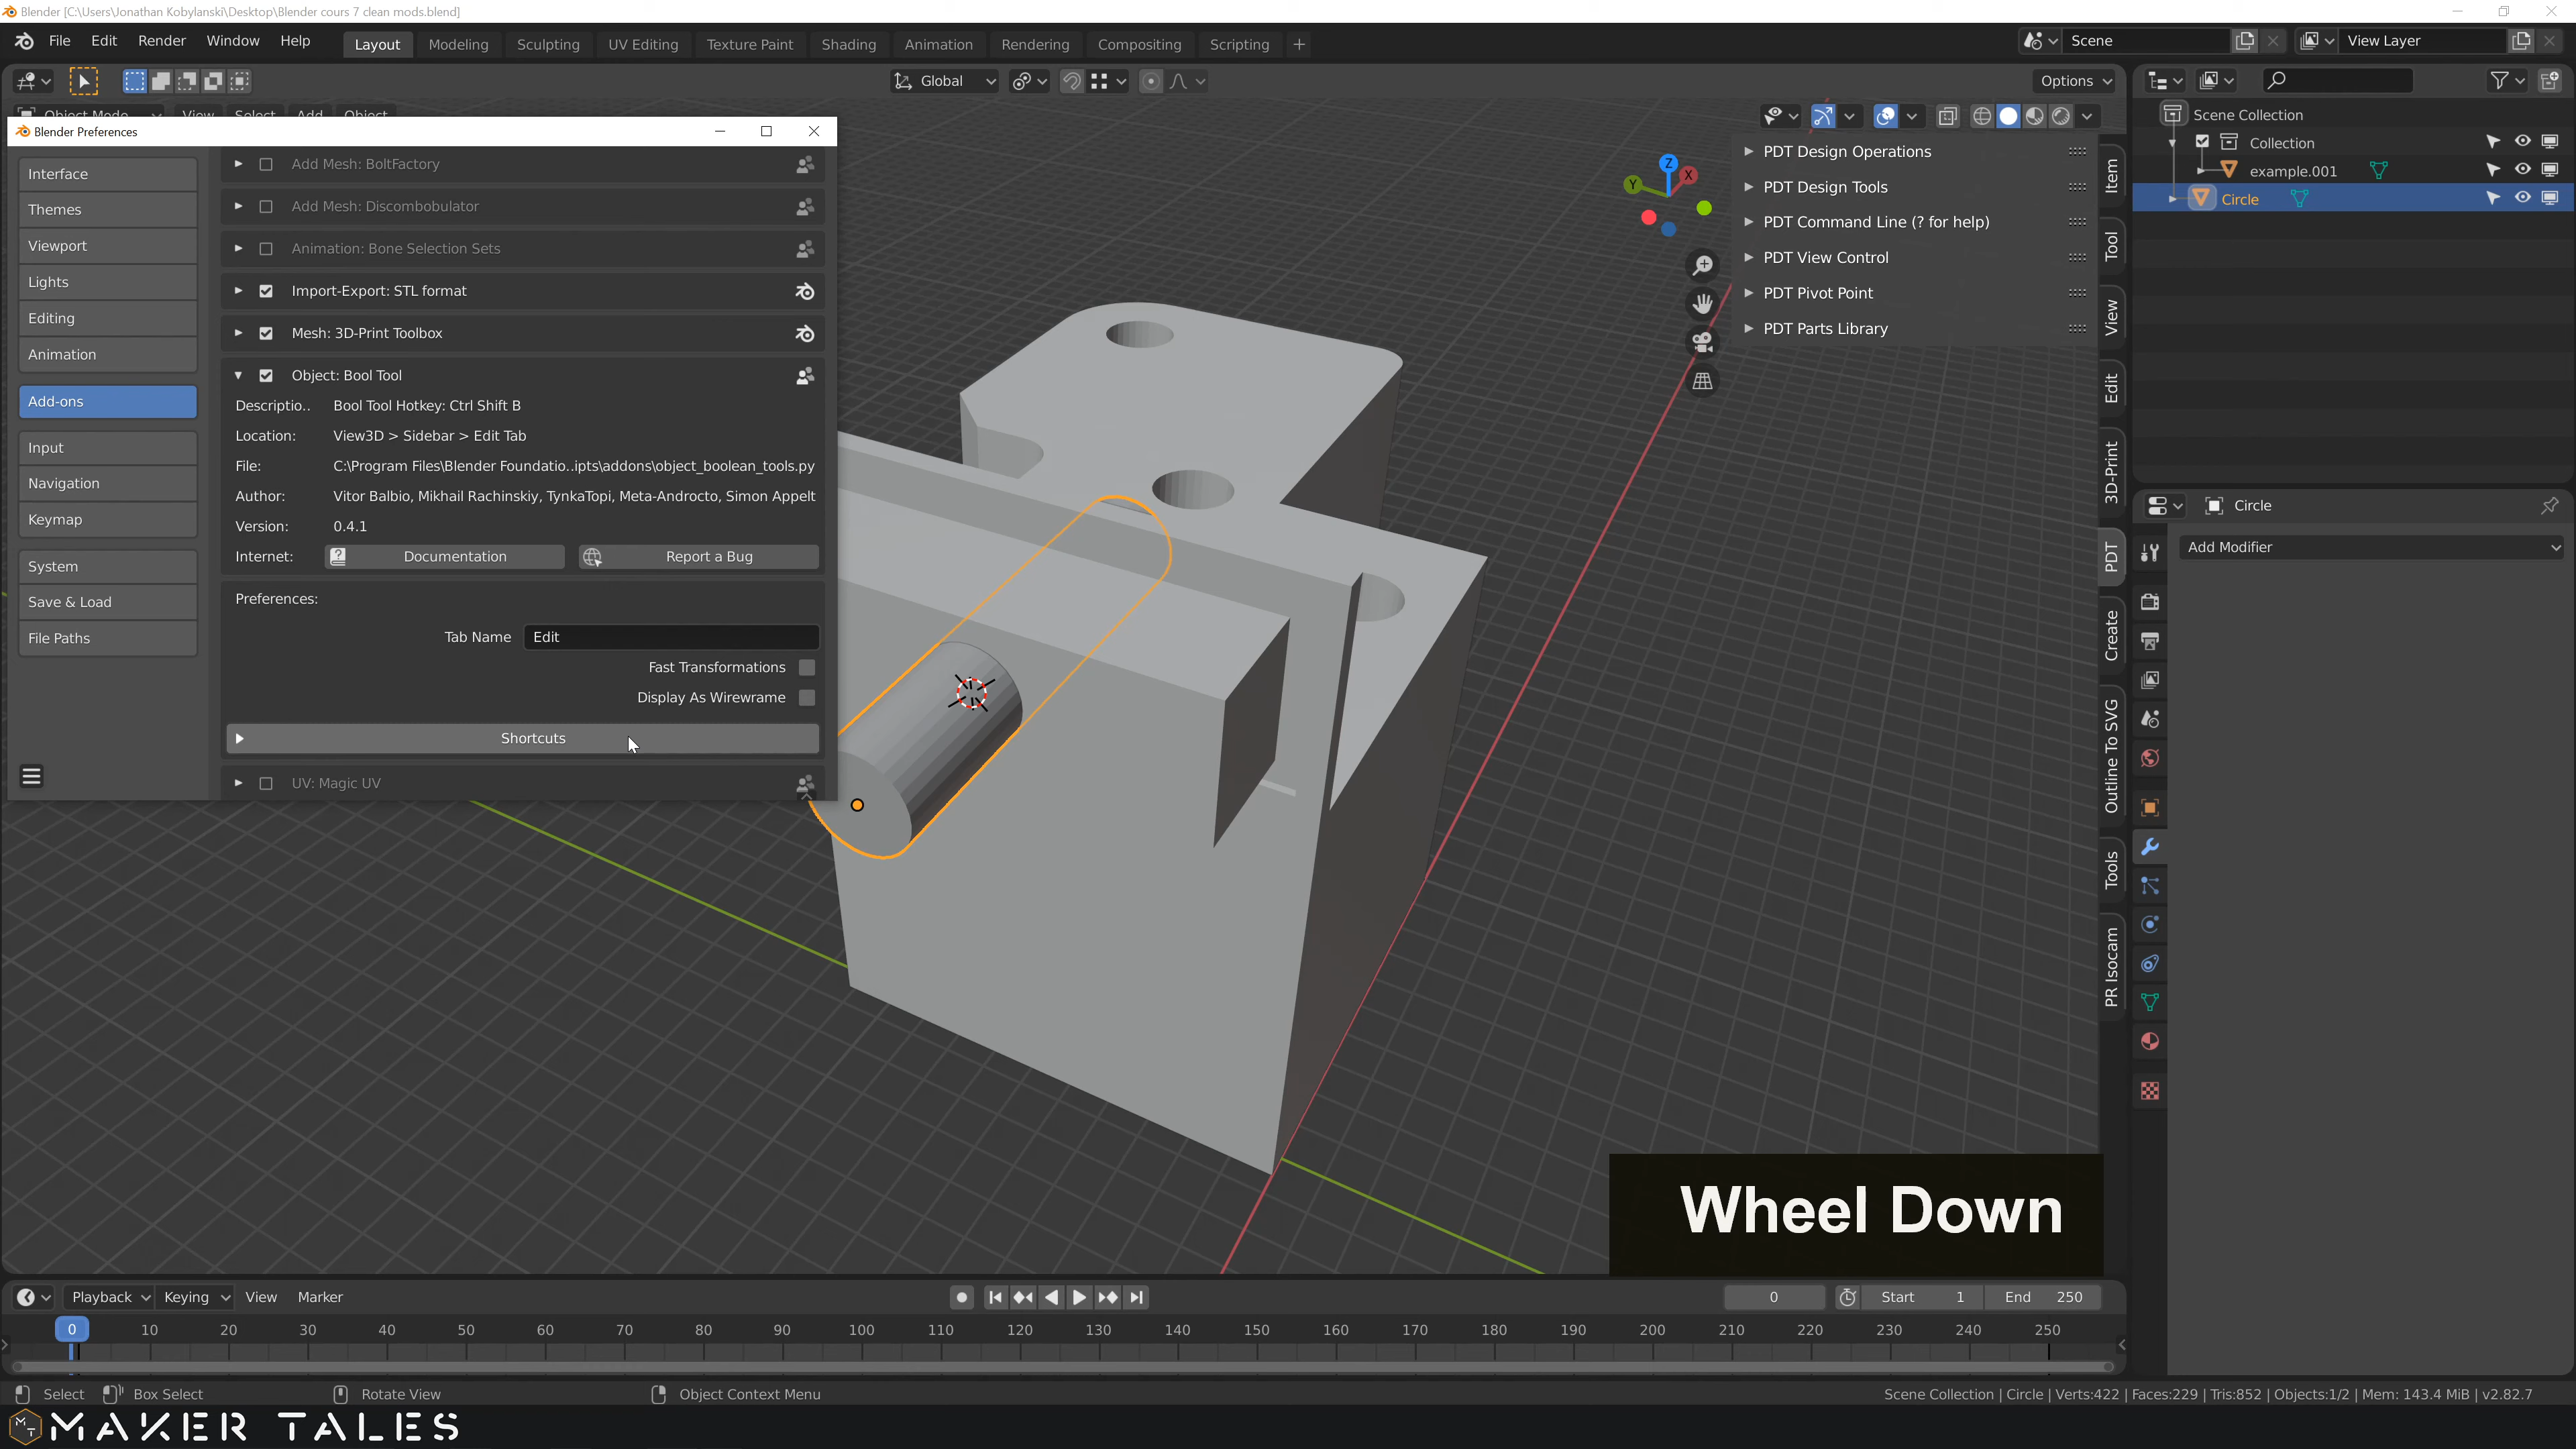 Blender [C:\Users\Jonathan Kobylanski\Desktop\Blender cours 7 clean mods.blend]
File Edit Render Window Help Layout Modeling Sculpting UV Editing Texture Paint Shading Animation Rendering Compositing Scripting + Scene View Layer
Global Options
Object Mode View Select Add Object
Blender Preferences
Interface
Themes
Viewport
Lights
Editing
Animation
Add-ons
Input
Navigation
Keymap
System
Save & Load
File Paths
Add Mesh: BoltFactory
Add Mesh: Discombobulator
Animation: Bone Selection Sets
Import-Export: STL format
Mesh: 3D-Print Toolbox
Object: Bool Tool
Descriptio.. Bool Tool Hotkey: Ctrl Shift B
Location: View3D > Sidebar > Edit Tab
File: C:\Program Files\Blender Foundatio..ipts\addons\object_boolean_tools.py
Author: Vitor Balbio, Mikhail Rachinskiy, TynkaTopi, Meta-Androcto, Simon Appelt
Version: 0.4.1
Internet: Documentation Report a Bug
Preferences:
Tab Name Edit
Fast Transformations
Display As Wirewrame
Shortcuts
UV: Magic UV
Z
X
Y
PDT Design Operations
PDT Design Tools
PDT Command Line (? for help)
PDT View Control
PDT Pivot Point
PDT Parts Library
Item
Tool
View
Edit
3D-Print
PDT
Create
Outline To SVG
Tools
PR Isocam
Scene Collection
Collection
example.001
Circle
Circle
Add Modifier
Wheel Down
Playback Keying View Marker 0 Start 1 End 250
0 10 20 30 40 50 60 70 80 90 100 110 120 130 140 150 160 170 180 190 200 210 220 230 240 250
Select Box Select Rotate View Object Context Menu Scene Collection | Circle | Verts:422 | Faces:229 | Tris:852 | Objects:1/2 | Mem: 143.4 MiB | v2.82.7
MT MAKER TALES